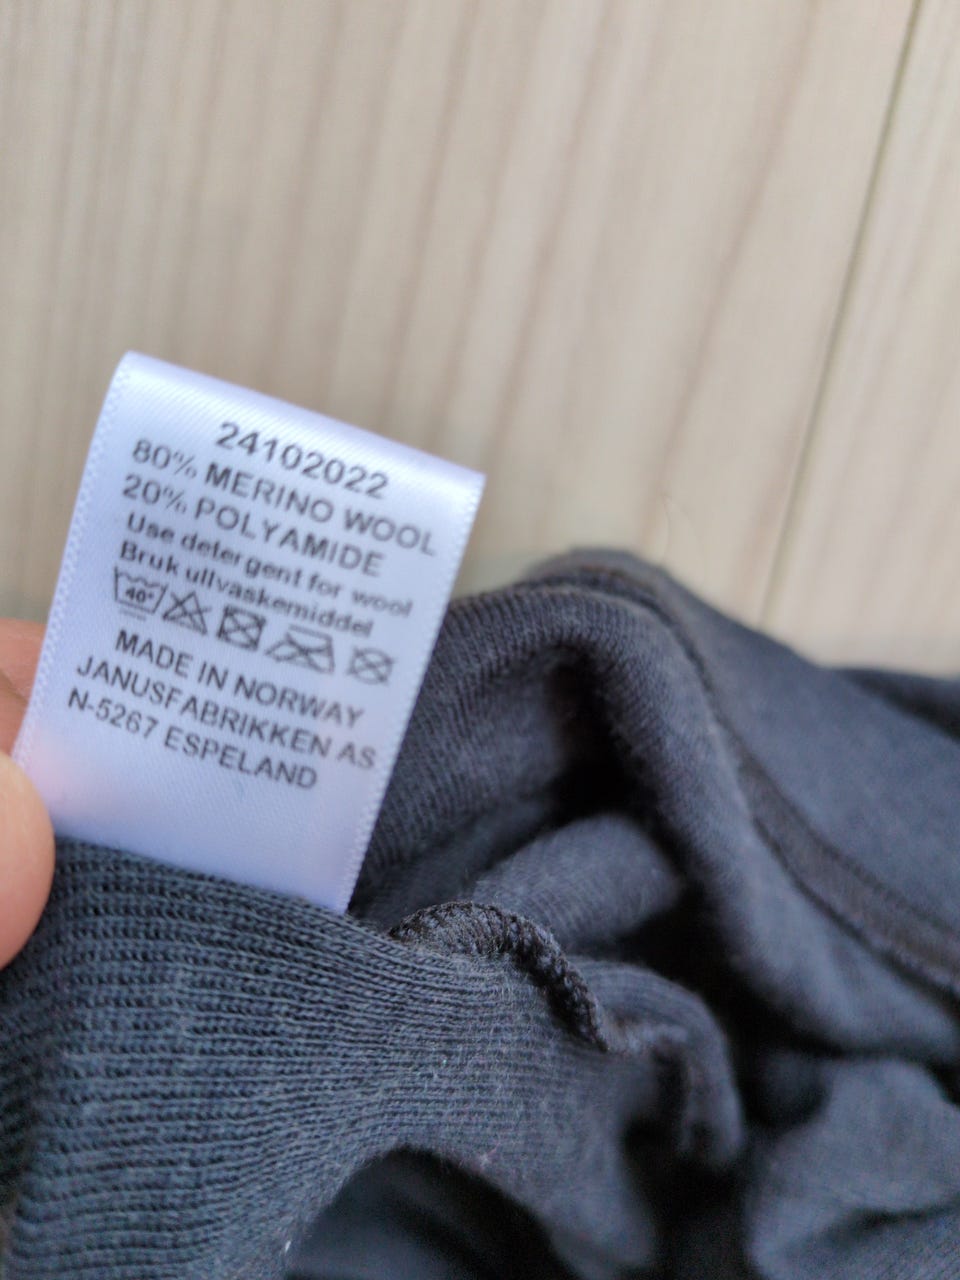 24102022
80% MERINO WOOL
20% POLYAMIDE
Use detergent for wool
Bruk ullvaskemiddel
40°
MADE IN NORWAY
JANUSFABRIKKEN AS
N-5267 ESPELAND